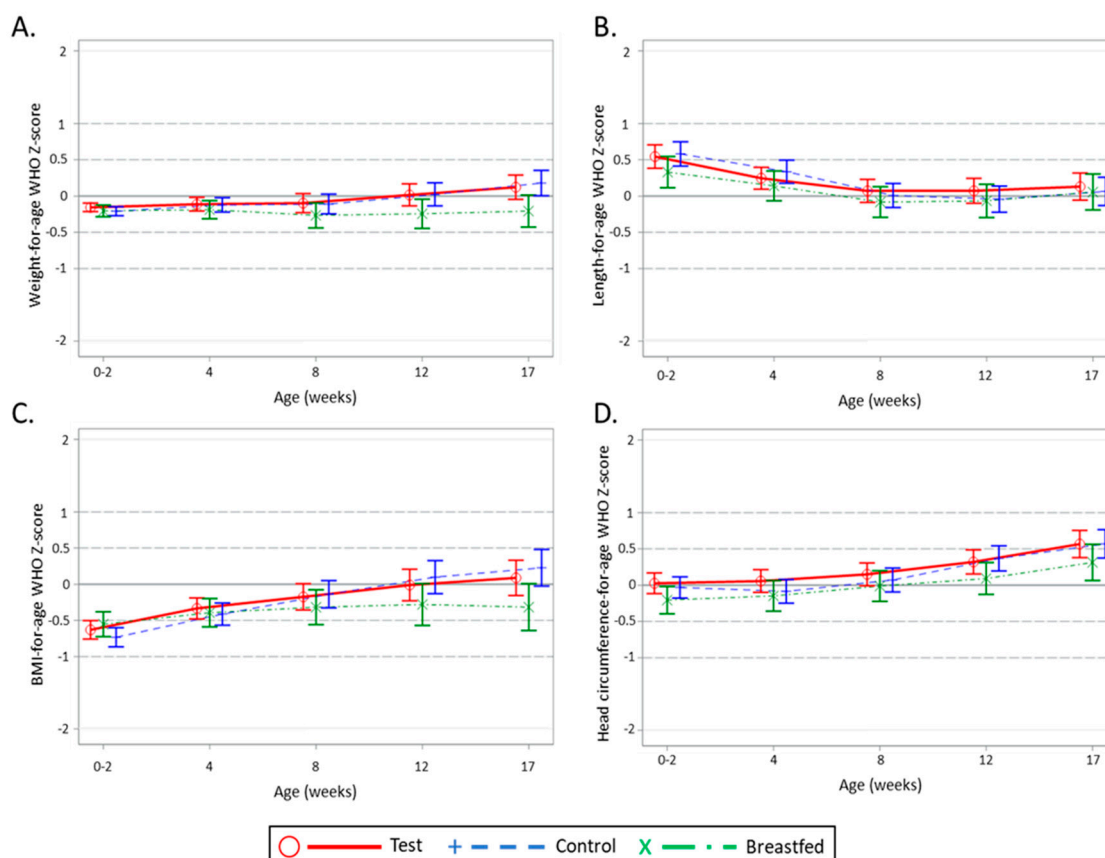 A.
Weight-for-age WHO Z-score
2
1
0.5
0
-0.5
-1
-2
0-2 4 8 12 17
Age (weeks)
B.
Length-for-age WHO Z-score
2
1
0.5
0
-0.5
-1
-2
0-2 4 8 12 17
Age (weeks)
C.
BMI-for-age WHO Z-score
2
1
0.5
0
-0.5
-1
-2
0-2 4 8 12 17
Age (weeks)
D.
Head circumference-for-age WHO Z-score
2
1
0.5
0
-0.5
-1
-2
0-2 4 8 12 17
Age (weeks)
Test Control Breastfed